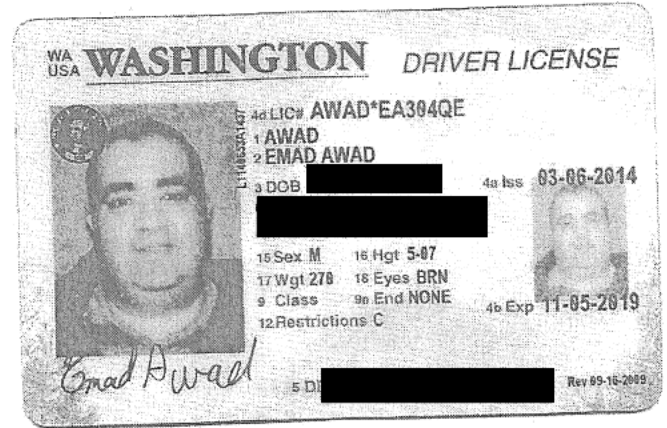 WA
USA
WASHINGTON
DRIVER LICENSE
4d LIC# AWAD*EA304QE
1 AWAD
2 EMAD AWAD
3 DOB
4a Iss 03-06-2014
15 Sex M 16 Hgt 5-07
17 Wgt 270 18 Eyes BRN
9 Class 9a End NONE
4b Exp 11-05-2019
12 Restrictions C
Emad Awad
5 D
Rev 09-16-2009